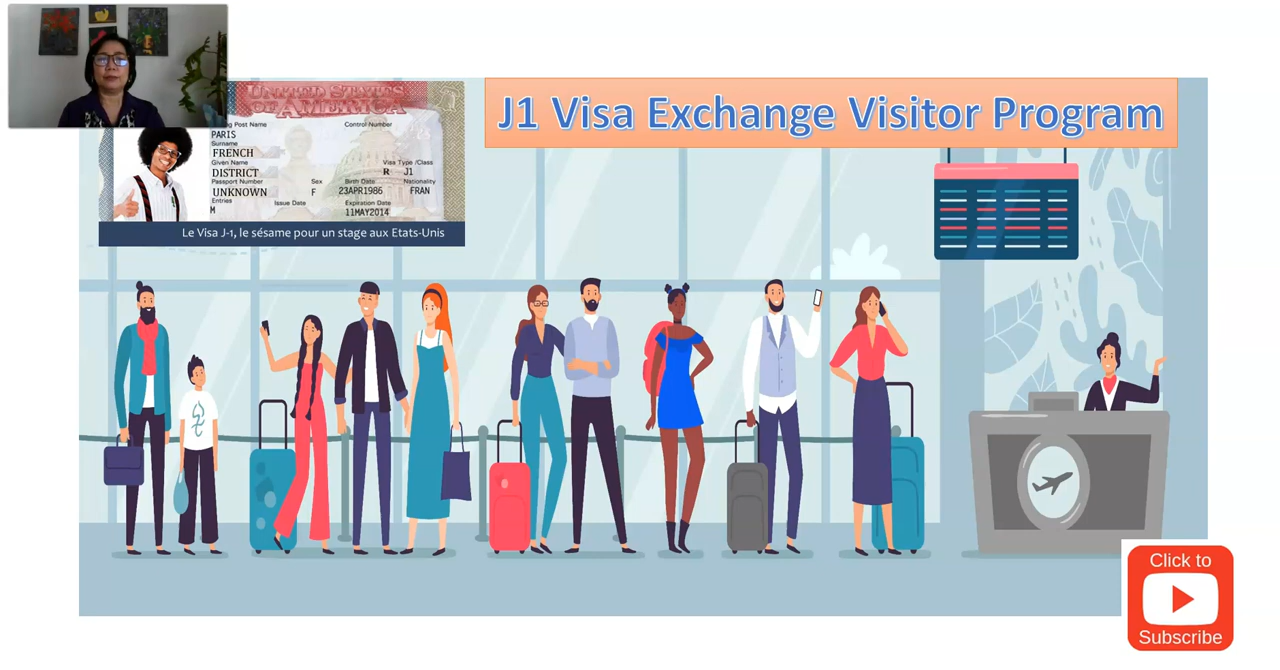 UNITED STATES
OF AMERICA
Post Name
Control Number
PARIS
Surname
FRENCH
Given Name
Visa Type /Class
DISTRICT
R J1
Passport Number
Sex
Birth Date
Nationality
UNKNOWN
F
23APR1986
FRAN
Entries
Issue Date
Expiration Date
M
11MAY2014
Le Visa J-1, le sésame pour un stage aux Etats-Unis
J1 Visa Exchange Visitor Program
Click to
Subscribe